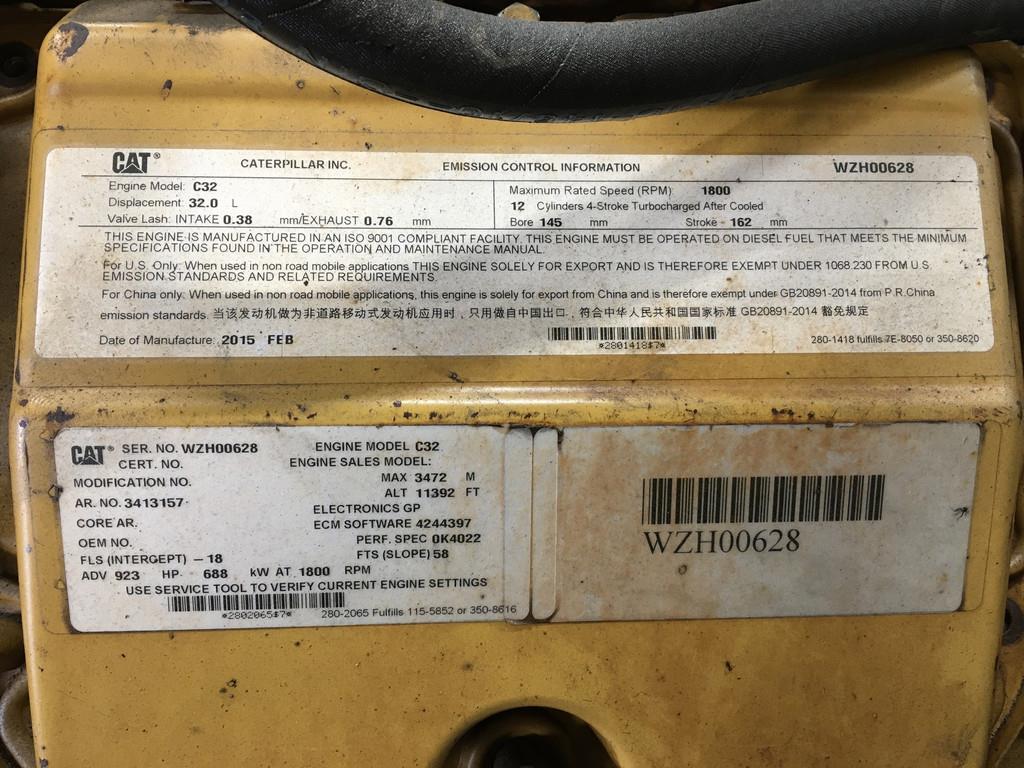 CAT® CATERPILLAR INC. EMISSION CONTROL INFORMATION WZH00628
Engine Model: C32 Maximum Rated Speed (RPM) 1800
Displacement: 32.0 L 12 Cylinders 4-Stroke Turbocharged After Cooled
Valve Lash: INTAKE 0.38 mm/EXHAUST 0.76 mm Bore 145 mm Stroke 162 mm
THIS ENGINE IS MANUFACTURED IN AN ISO 9001 COMPLIANT FACILITY. THIS ENGINE MUST BE OPERATED ON DIESEL FUEL THAT MEETS THE MINIMUM
SPECIFICATIONS FOUND IN THE OPERATION AND MAINTENANCE MANUAL.
For U.S. Only: When used in non road mobile applications THIS ENGINE SOLELY FOR EXPORT AND IS THEREFORE EXEMPT UNDER 1068.230 FROM U.S.
EMISSION STANDARDS AND RELATED REQUIREMENTS.
For China only: When used in non road mobile applications, this engine is solely for export from China and is therefore exempt under GB20891-2014 from P.R.China
emission standards. 当该发动机做为非道路移动式发动机应用时，只用做自中国出口，符合中华人民共和国国家标准 GB20891-2014 豁免规定
Date of Manufacture: 2015 FEB *2801418$7* 280-1418 fulfills 7E-8050 or 350-8620
CAT® SER. NO. WZH00628 ENGINE MODEL C32
CERT. NO. ENGINE SALES MODEL:
MODIFICATION NO. MAX 3472 M
AR. NO. 3413157 ALT 11392 FT
ELECTRONICS GP
CORE AR. ECM SOFTWARE 4244397
OEM NO. PERF. SPEC 0K4022
FLS (INTERCEPT) -18 FTS (SLOPE) 58
ADV 923 HP 688 kW AT 1800 RPM
USE SERVICE TOOL TO VERIFY CURRENT ENGINE SETTINGS
*2802065$7* 280-2065 Fulfills 115-5852 or 350-8616
WZH00628